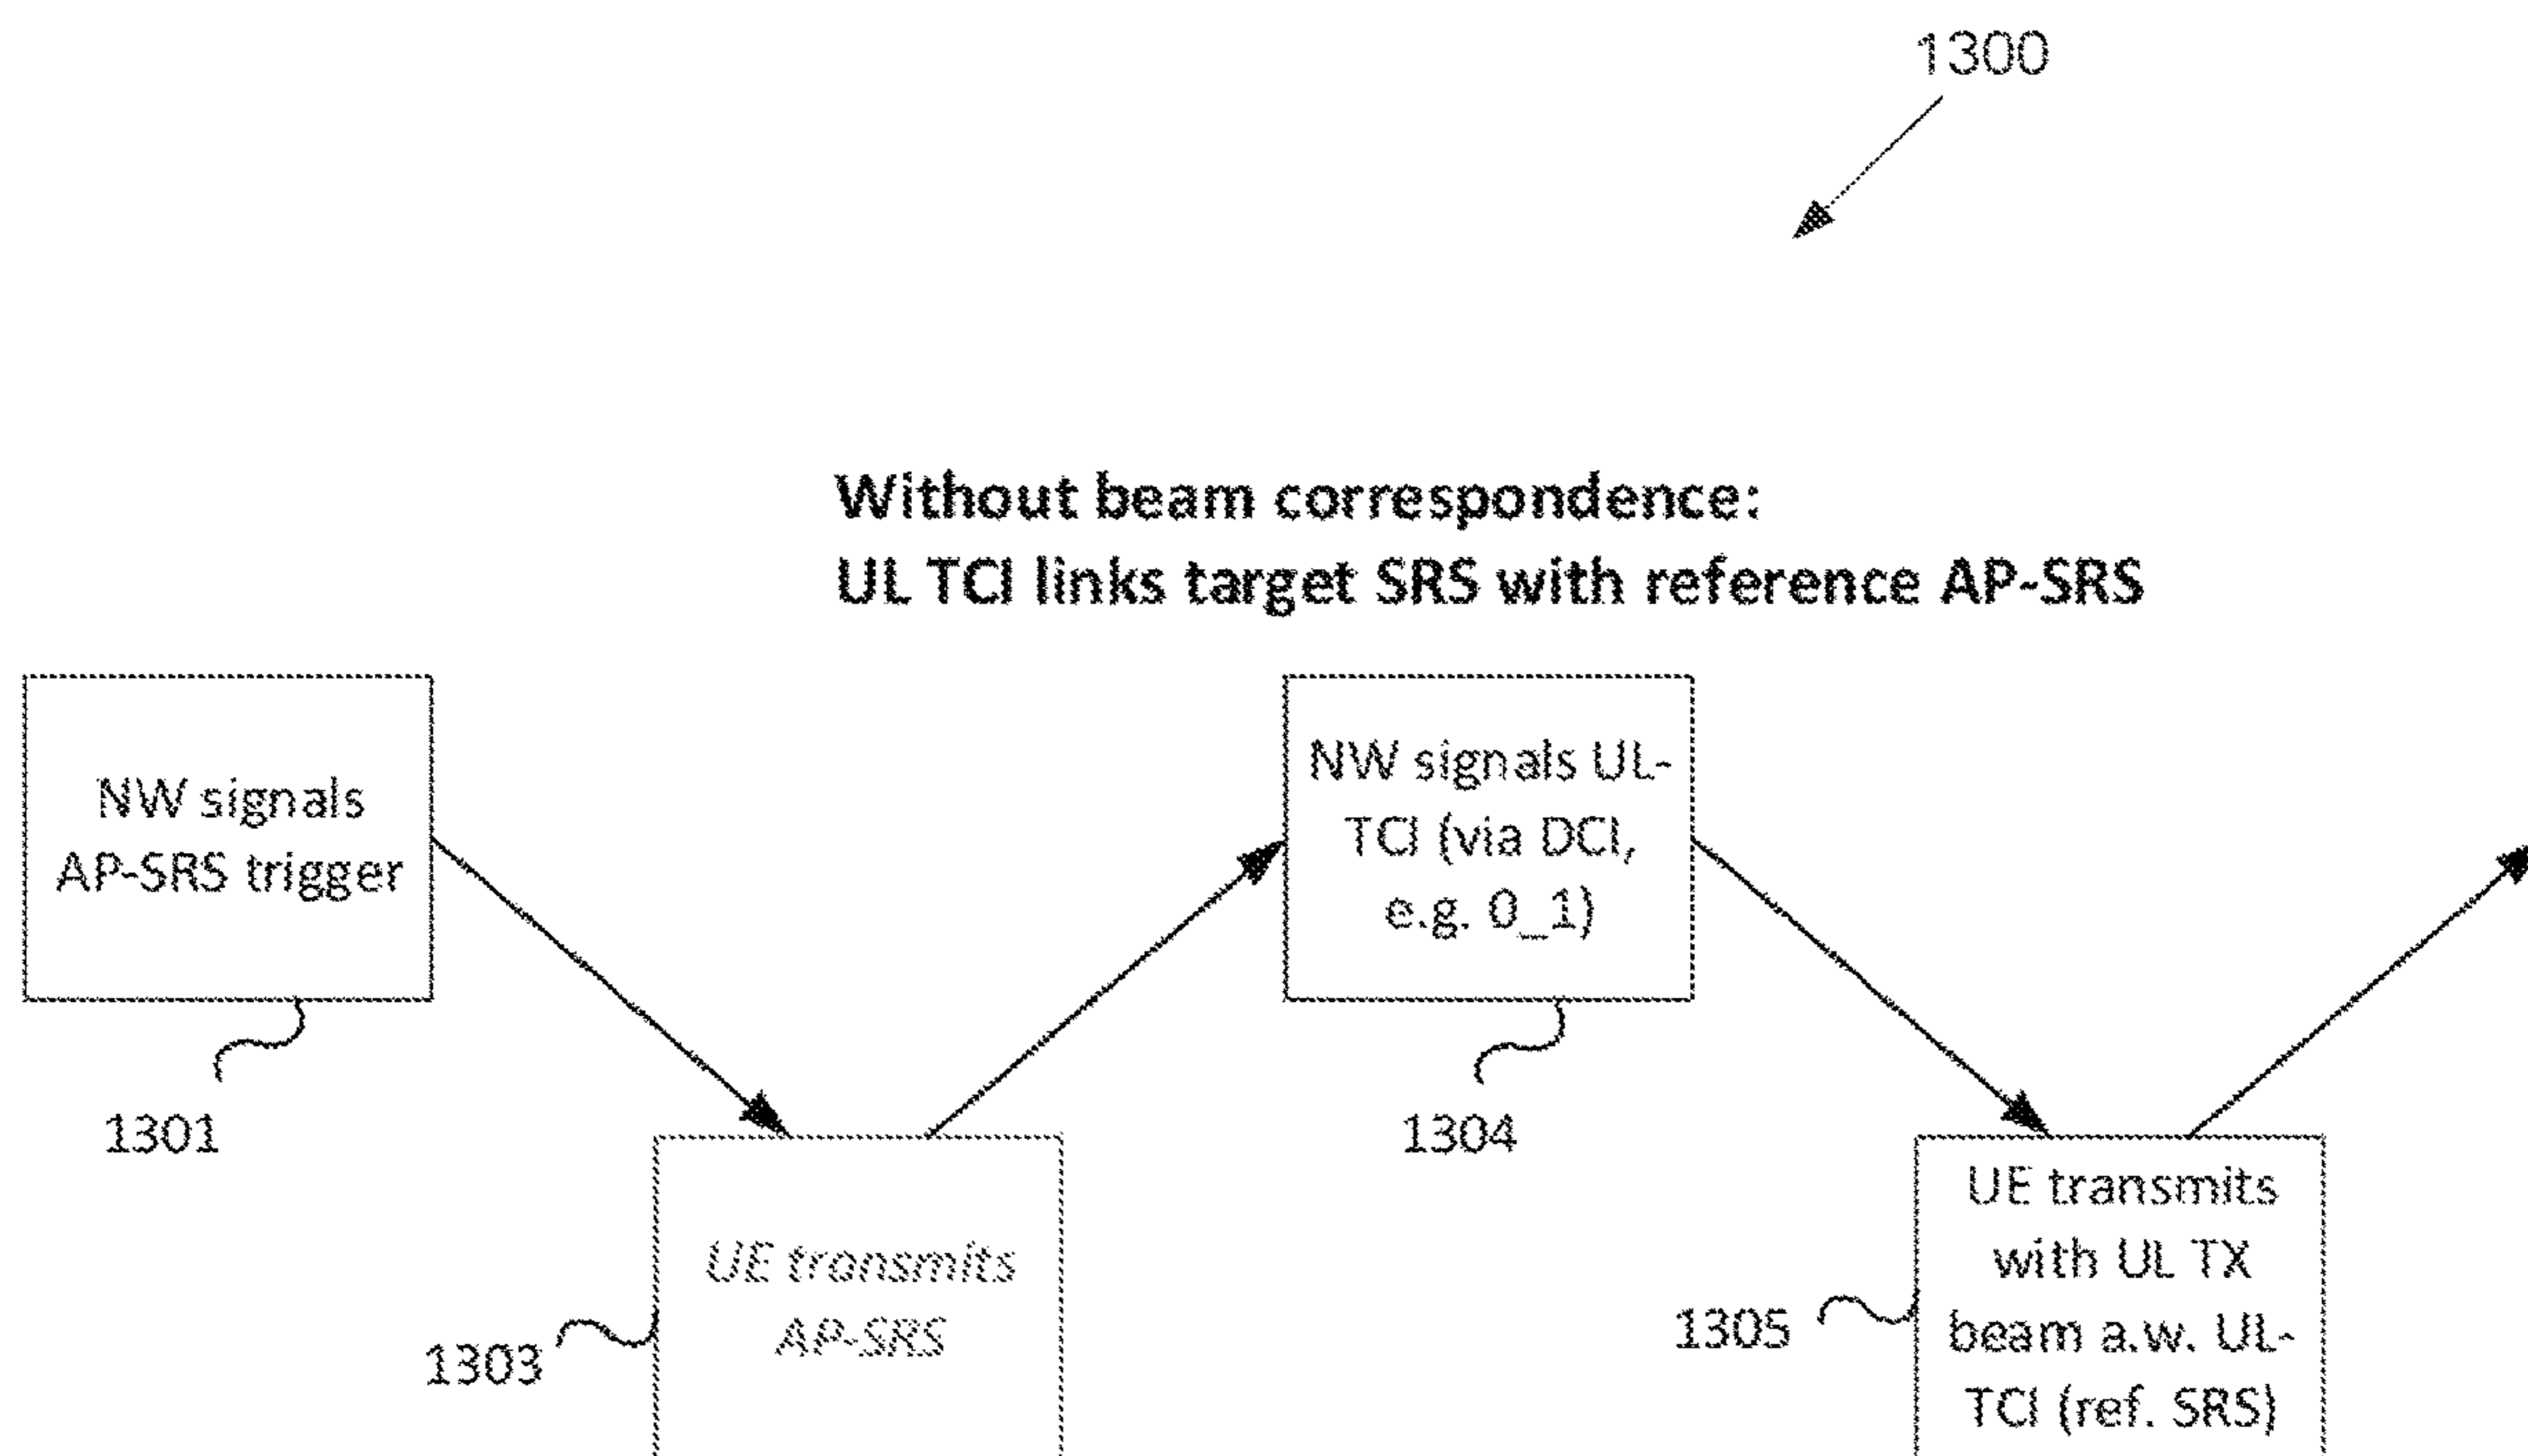 1300
Without beam correspondence:
UL TCI links target SRS with reference AP-SRS
NW signals
AP-SRS trigger
1301
UE transmits
AP-SRS
1303
NW signals UL-
TCI (via DCI,
e.g. 0_1)
1304
UE transmits
with UL TX
beam a.w. UL-
TCI (ref. SRS)
1305